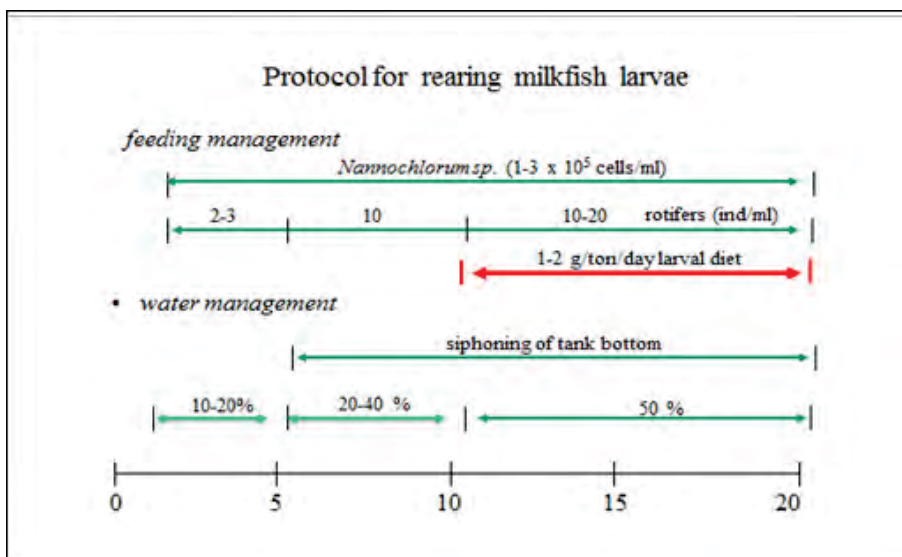 Protocol for rearing milkfish larvae
feeding management
Nannochlorum sp. (1-3 x 10⁵ cells/ml)
2-3 10 10-20 rotifers (ind/ml)
1-2 g/ton/day larval diet
• water management
siphoning of tank bottom
10-20% 20-40 % 50 %
0 5 10 15 20